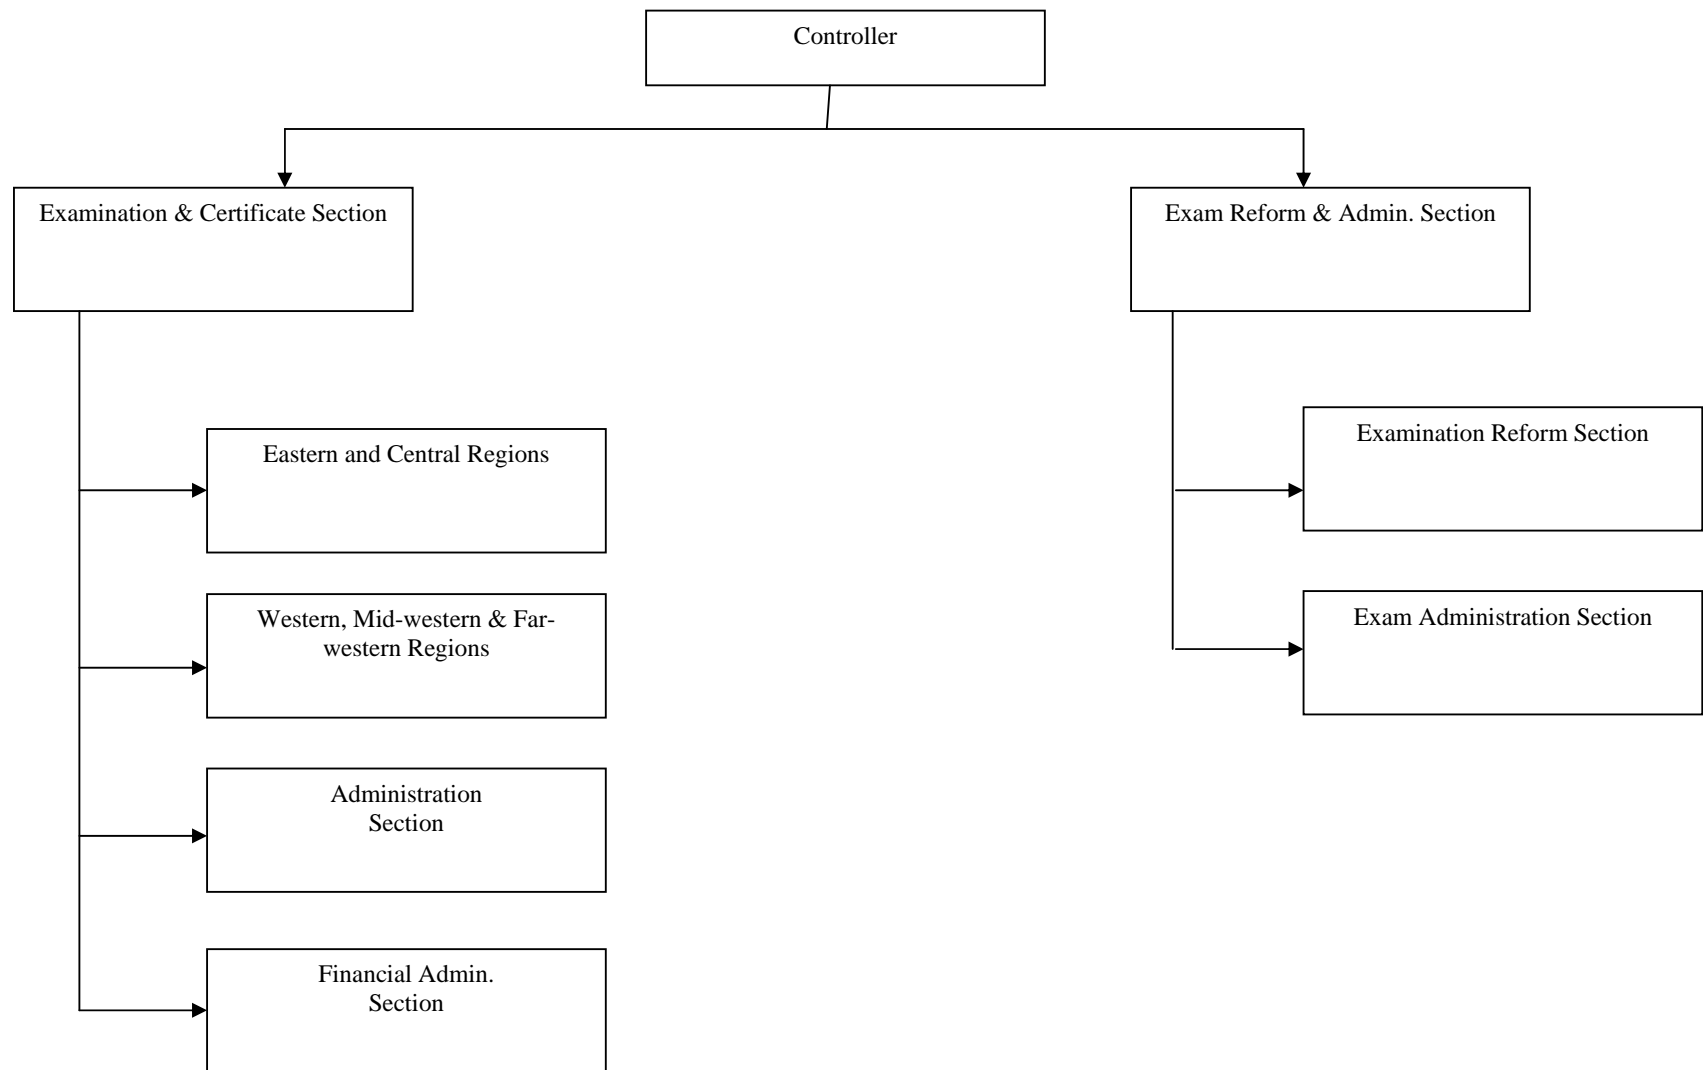 Controller
Examination & Certificate Section
Exam Reform & Admin. Section
Eastern and Central Regions
Western, Mid-western & Far-
western Regions
Administration
Section
Financial Admin.
Section
Examination Reform Section
Exam Administration Section